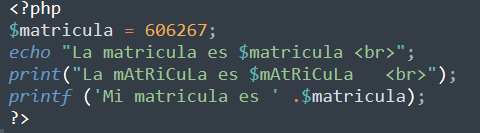 <?php
$matricula = 606267;
echo "La matricula es $matricula <br>";
print("La mAtRiCuLa es $mAtRiCuLa   <br>");
printf ('Mi matricula es ' .$matricula);
?>